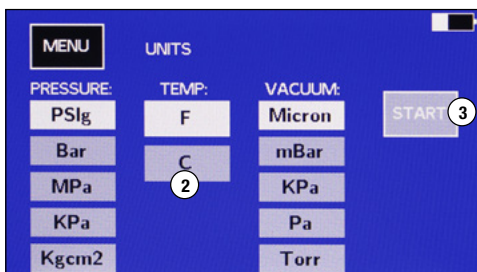 MENU UNITS
PRESSURE: TEMP: VACUUM:
PSIg F Micron START 3
Bar C mBar
2
MPa KPa
KPa Pa
Kgcm2 Torr